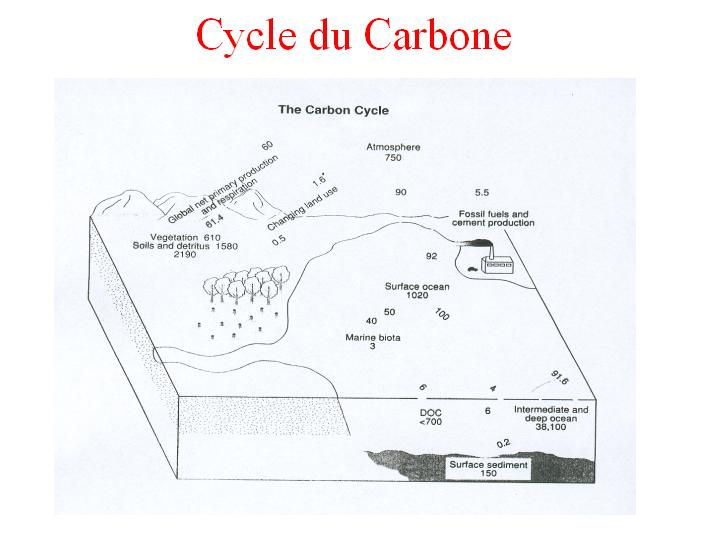 Cycle du Carbone
The Carbon Cycle
Atmosphere
750
60
Global net primary production
and respiration
61.4
1.6
Changing land use
0.5
90
5.5
Fossil fuels and
cement production
Vegetation 610
Soils and detritus 1580
2190
92
Surface ocean
1020
50
40
100
Marine biota
3
6
4
91.6
DOC
<700
6
Intermediate and
deep ocean
38,100
0.2
Surface sediment
150